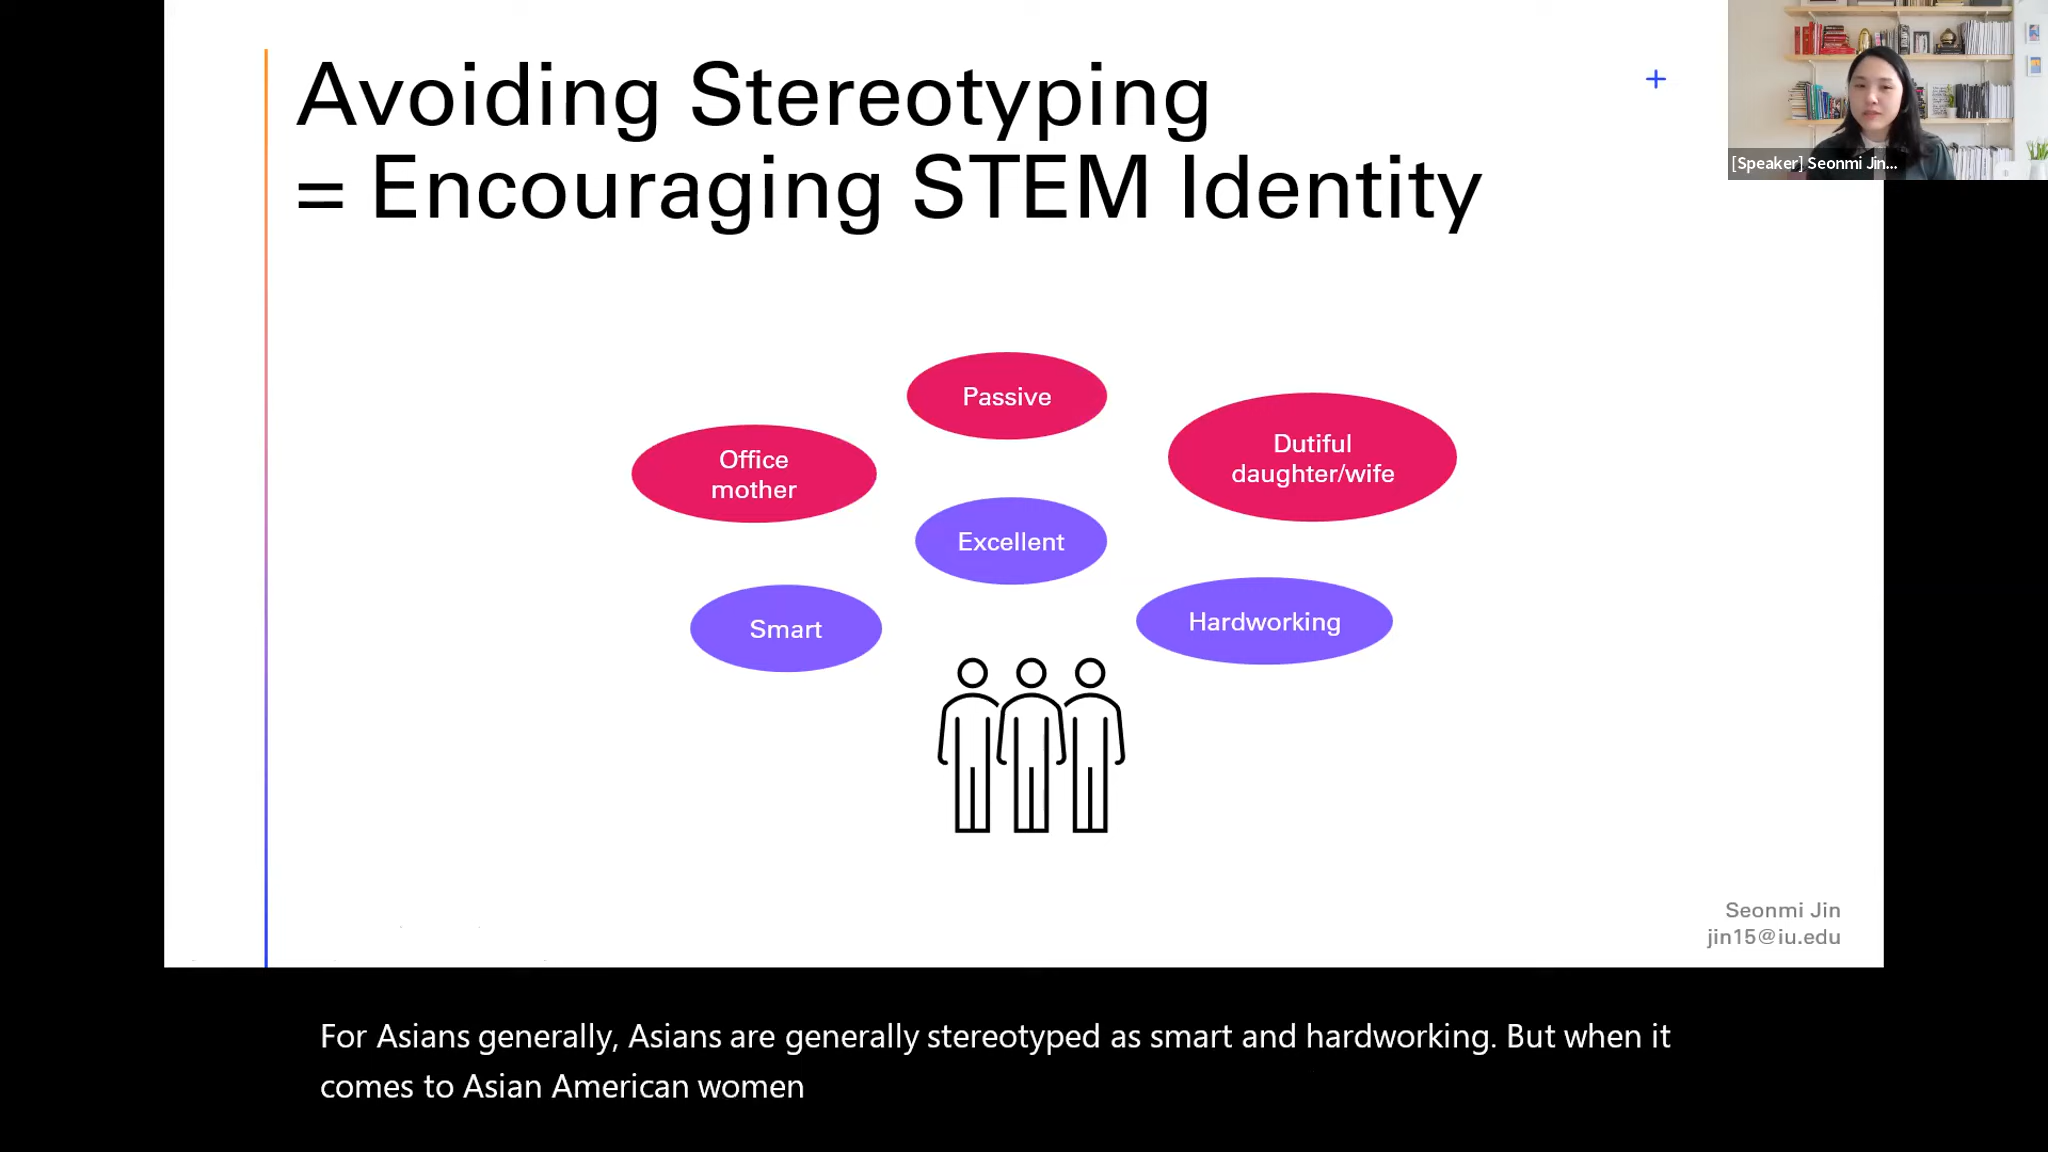 Avoiding Stereotyping
= Encouraging STEM Identity
[Speaker] Seonmi Jin...
Passive
Office
mother
Dutiful
daughter/wife
Excellent
Smart
Hardworking
Seonmi Jin
jin15@iu.edu
For Asians generally, Asians are generally stereotyped as smart and hardworking. But when it
comes to Asian American women